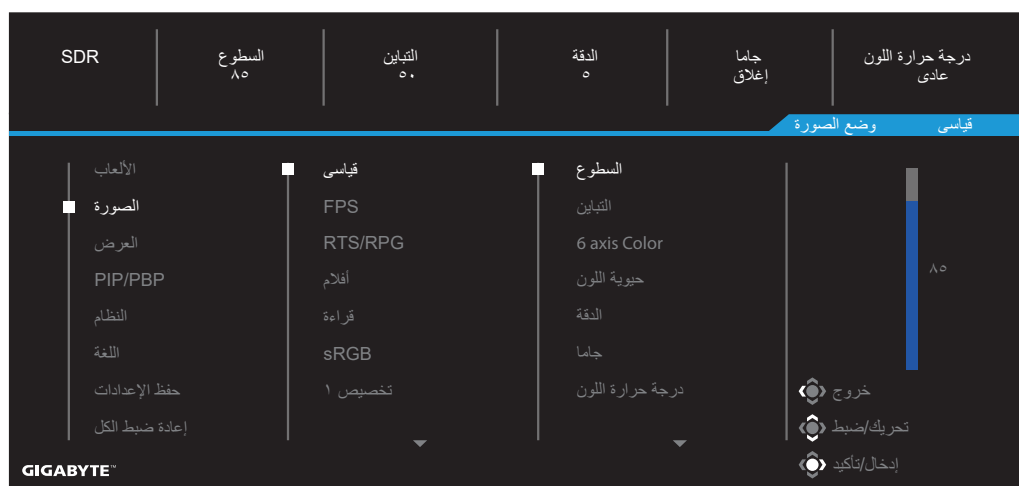 SDR
السطوع
٨٥
التباين
٥٠
الدقة
٥
جاما
إغلاق
درجة حرارة اللون
عادى
وضع الصورة
قياسى
الألعاب
الصورة
العرض
PIP/PBP
النظام
اللغة
حفظ الإعدادات
إعادة ضبط الكل
قياسى
FPS
RTS/RPG
أفلام
قراءة
sRGB
تخصيص ١
السطوع
التباين
6 axis Color
حيوية اللون
الدقة
جاما
درجة حرارة اللون
٨٥
خروج
تحريك/ضبط
إدخال/تأكيد
GIGABYTE™